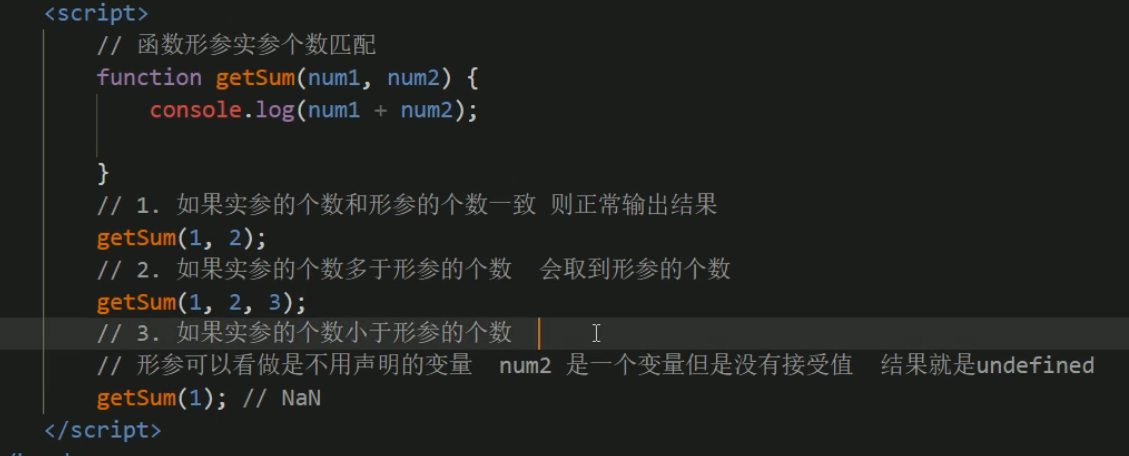 <script>
// 函数形参实参个数匹配
function getSum(num1, num2) {
console.log(num1 + num2);
}
// 1. 如果实参的个数和形参的个数一致 则正常输出结果
getSum(1, 2);
// 2. 如果实参的个数多于形参的个数  会取到形参的个数
getSum(1, 2, 3);
// 3. 如果实参的个数小于形参的个数
// 形参可以看做是不用声明的变量  num2 是一个变量但是没有接受值  结果就是undefined
getSum(1); // NaN
</script>